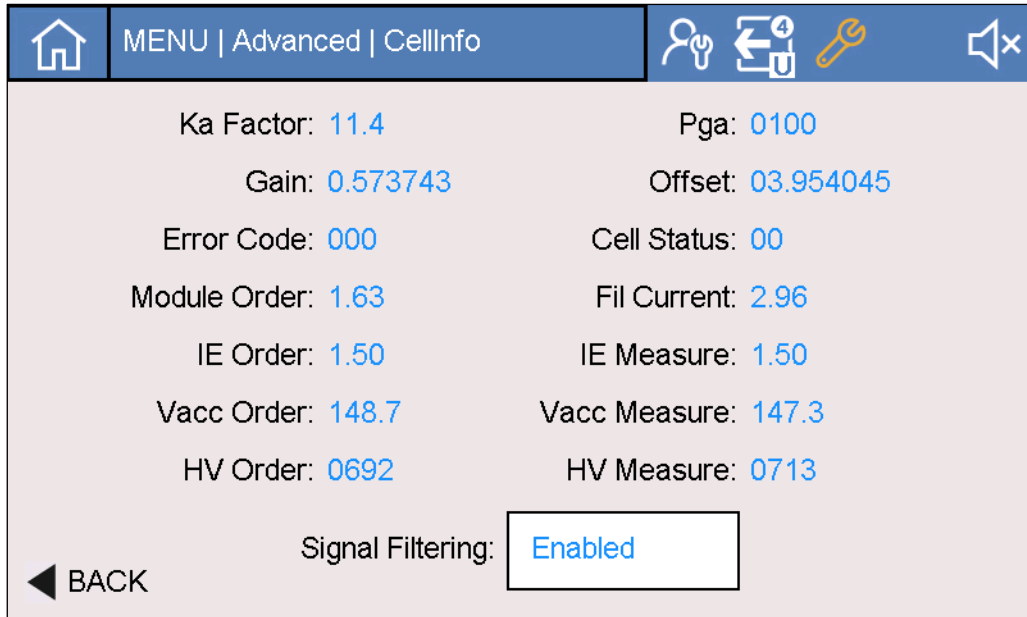 MENU | Advanced | CellInfo
4
U
Ka Factor: 11.4 Pga: 0100
Gain: 0.573743 Offset: 03.954045
Error Code: 000 Cell Status: 00
Module Order: 1.63 Fil Current: 2.96
IE Order: 1.50 IE Measure: 1.50
Vacc Order: 148.7 Vacc Measure: 147.3
HV Order: 0692 HV Measure: 0713
Signal Filtering: Enabled
BACK